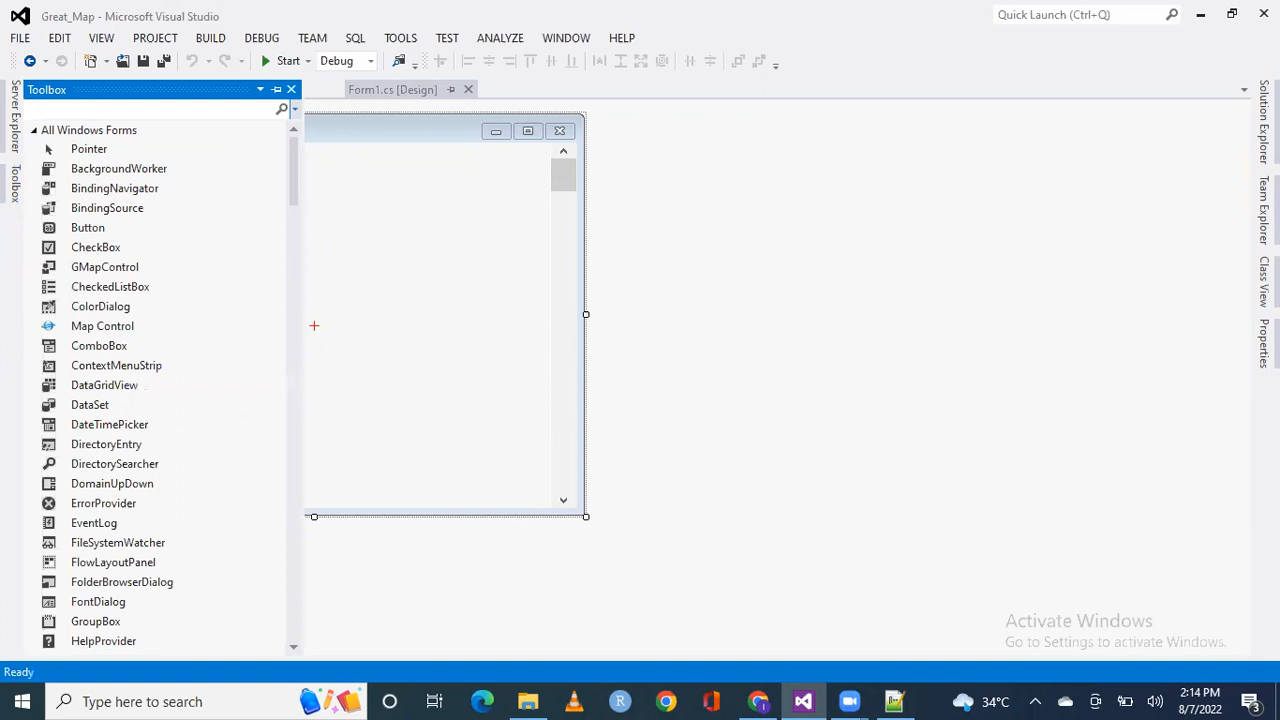 Great_Map - Microsoft Visual Studio
Quick Launch (Ctrl+Q)
FILE EDIT VIEW PROJECT BUILD DEBUG TEAM SQL TOOLS TEST ANALYZE WINDOW HELP
Start Debug
Toolbox
Form1.cs [Design]
Server Explorer
Toolbox
All Windows Forms
Pointer
BackgroundWorker
BindingNavigator
BindingSource
Button
CheckBox
GMapControl
CheckedListBox
ColorDialog
Map Control
ComboBox
ContextMenuStrip
DataGridView
DataSet
DateTimePicker
DirectoryEntry
DirectorySearcher
DomainUpDown
ErrorProvider
EventLog
FileSystemWatcher
FlowLayoutPanel
FolderBrowserDialog
FontDialog
GroupBox
HelpProvider
Solution Explorer
Team Explorer
Class View
Properties
Activate Windows
Go to Settings to activate Windows.
Ready
Type here to search
34°C
2:14 PM
8/7/2022
3